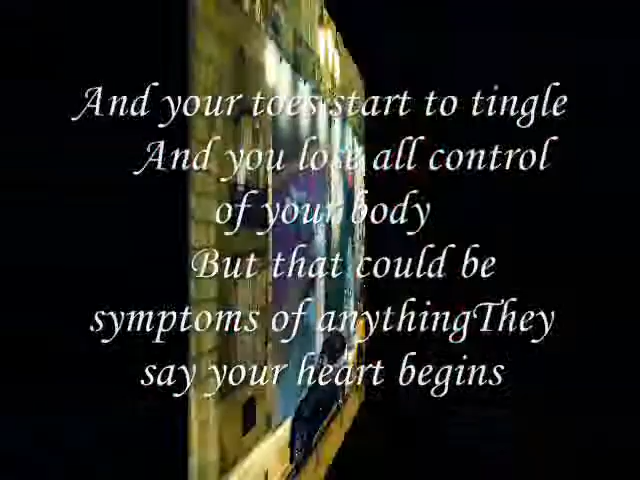 And your toes start to tingle
And you lose all control
of your body
But that could be
symptoms of anythingThey
say your heart begins